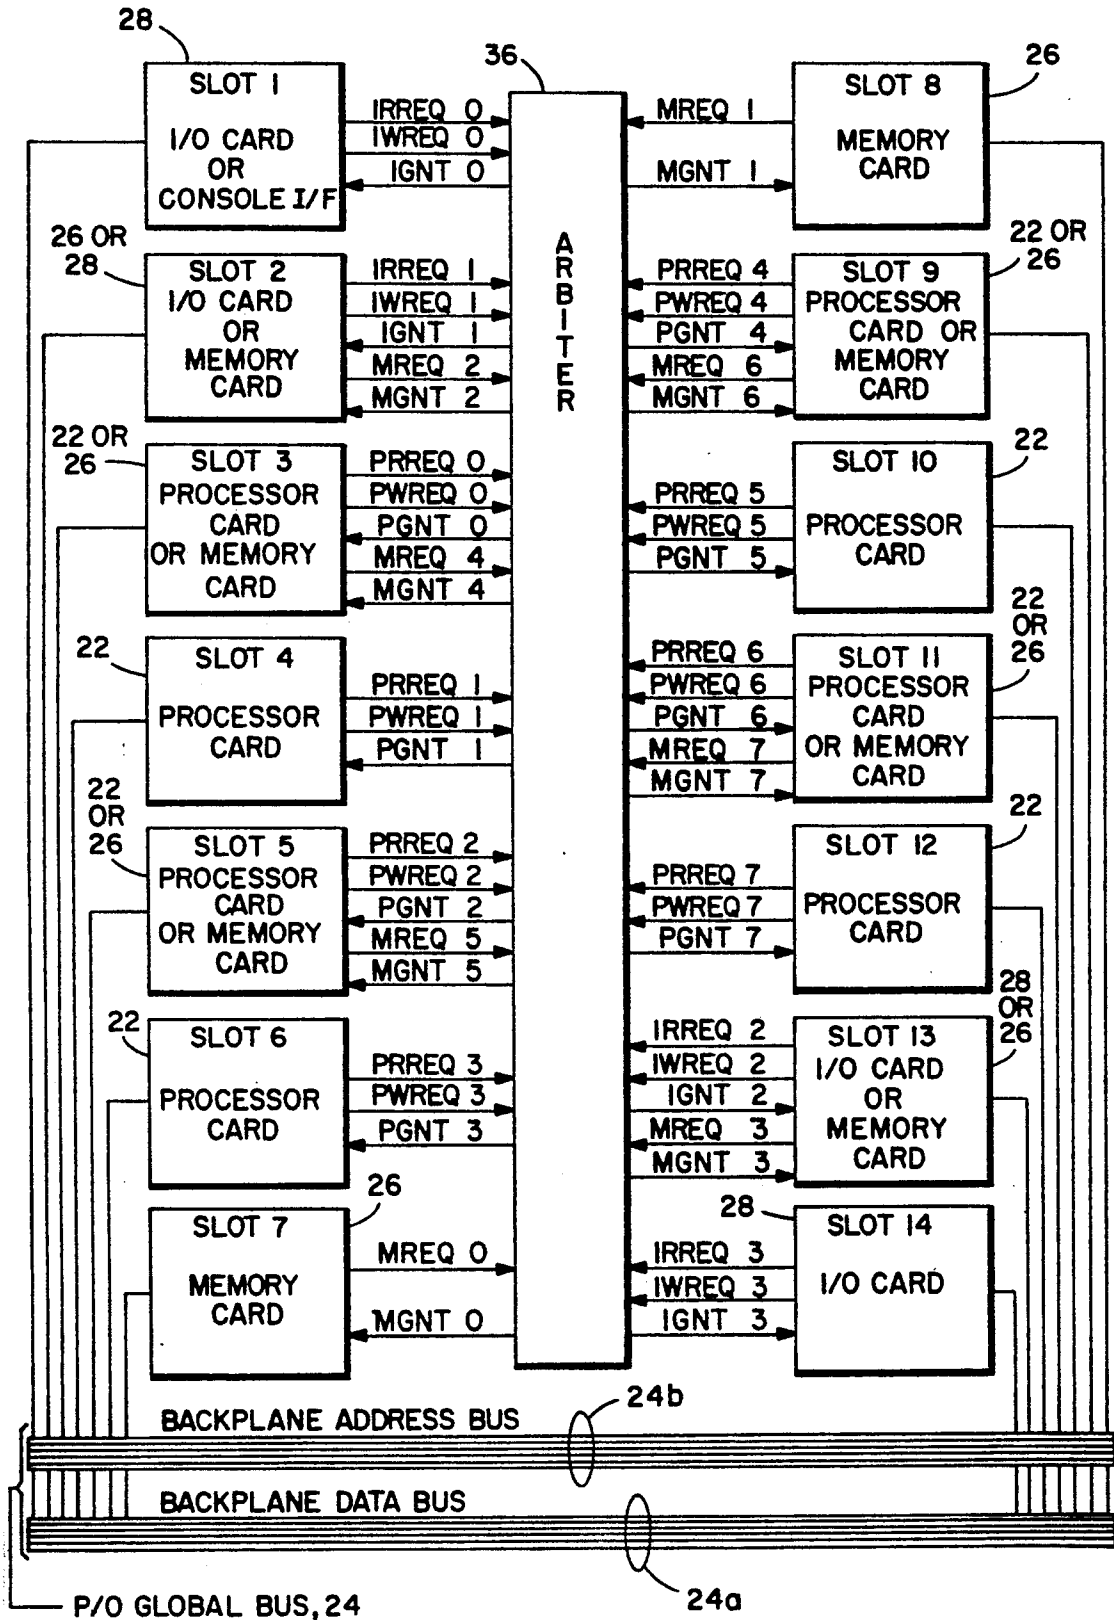 28
SLOT 1
I/O CARD
OR
CONSOLE I/F
IRREQ 0
IWREQ 0
IGNT 0
26 OR
28
SLOT 2
I/O CARD
OR
MEMORY
CARD
IRREQ 1
IWREQ 1
IGNT 1
MREQ 2
MGNT 2
22 OR
26
SLOT 3
PROCESSOR
CARD
OR MEMORY
CARD
PRREQ 0
PWREQ 0
PGNT 0
MREQ 4
MGNT 4
22
SLOT 4
PROCESSOR
CARD
PRREQ 1
PWREQ 1
PGNT 1
22
OR
26
SLOT 5
PROCESSOR
CARD
OR MEMORY
CARD
PRREQ 2
PWREQ 2
PGNT 2
MREQ 5
MGNT 5
22
SLOT 6
PROCESSOR
CARD
PRREQ 3
PWREQ 3
PGNT 3
26
SLOT 7
MEMORY
CARD
MREQ 0
MGNT 0
36
ARBITER
26
SLOT 8
MEMORY
CARD
MREQ 1
MGNT 1
22 OR
26
SLOT 9
PROCESSOR
CARD OR
MEMORY
CARD
PRREQ 4
PWREQ 4
PGNT 4
MREQ 6
MGNT 6
22
SLOT 10
PROCESSOR
CARD
PRREQ 5
PWREQ 5
PGNT 5
22
OR
26
SLOT 11
PROCESSOR
CARD
OR MEMORY
CARD
PRREQ 6
PWREQ 6
PGNT 6
MREQ 7
MGNT 7
22
SLOT 12
PROCESSOR
CARD
PRREQ 7
PWREQ 7
PGNT 7
28
OR
26
SLOT 13
I/O CARD
OR
MEMORY
CARD
IRREQ 2
IWREQ 2
IGNT 2
MREQ 3
MGNT 3
28
SLOT 14
I/O CARD
IRREQ 3
IWREQ 3
IGNT 3
BACKPLANE ADDRESS BUS
24b
BACKPLANE DATA BUS
24a
P/O GLOBAL BUS, 24